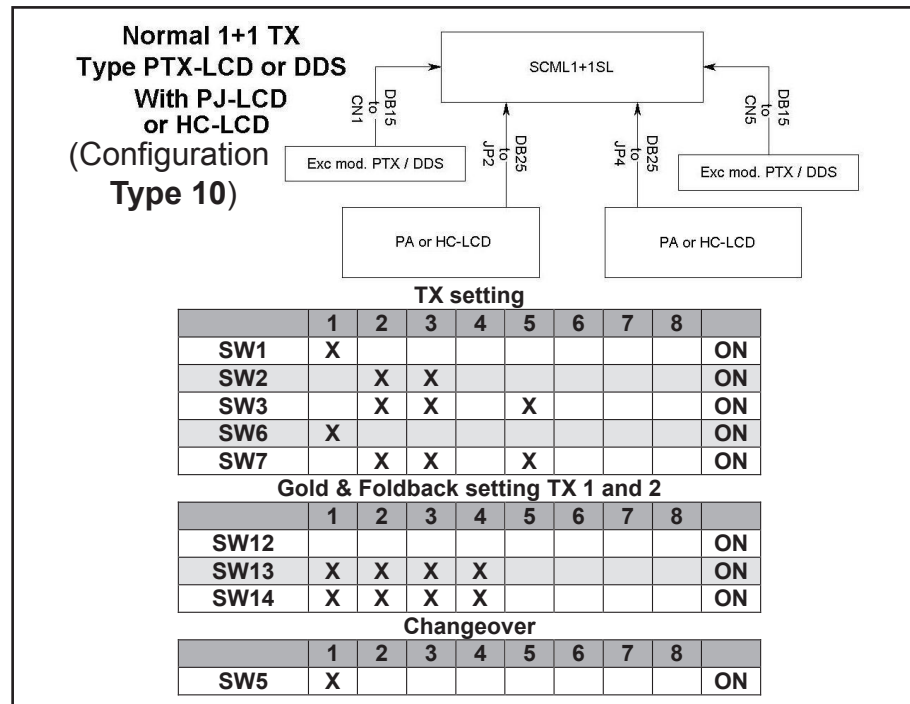 Normal 1+1 TX
Type PTX-LCD or DDS
With PJ-LCD
or HC-LCD
(Configuration
Type 10)
SCML1+1SL
DB15
to
CN1
DB25
to
JP2
DB25
to
JP4
DB15
to
CN5
Exc mod. PTX / DDS
Exc mod. PTX / DDS
PA or HC-LCD
PA or HC-LCD
TX setting
1 2 3 4 5 6 7 8
SW1 X ON
SW2 X X ON
SW3 X X X ON
SW6 X ON
SW7 X X X ON
Gold & Foldback setting TX 1 and 2
1 2 3 4 5 6 7 8
SW12 ON
SW13 X X X X ON
SW14 X X X X ON
Changeover
1 2 3 4 5 6 7 8
SW5 X ON